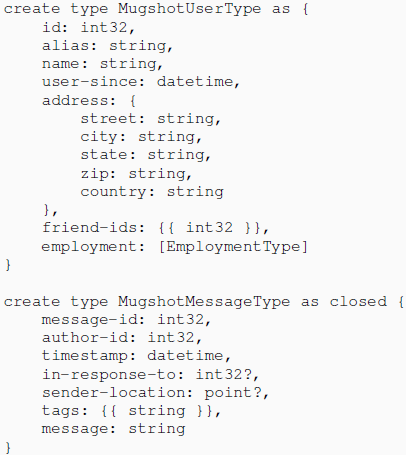 create type MugshotUserType as {
    id: int32,
    alias: string,
    name: string,
    user-since: datetime,
    address: {
        street: string,
        city: string,
        state: string,
        zip: string,
        country: string
    },
    friend-ids: {{ int32 }},
    employment: [EmploymentType]
}

create type MugshotMessageType as closed {
    message-id: int32,
    author-id: int32,
    timestamp: datetime,
    in-response-to: int32?,
    sender-location: point?,
    tags: {{ string }},
    message: string
}